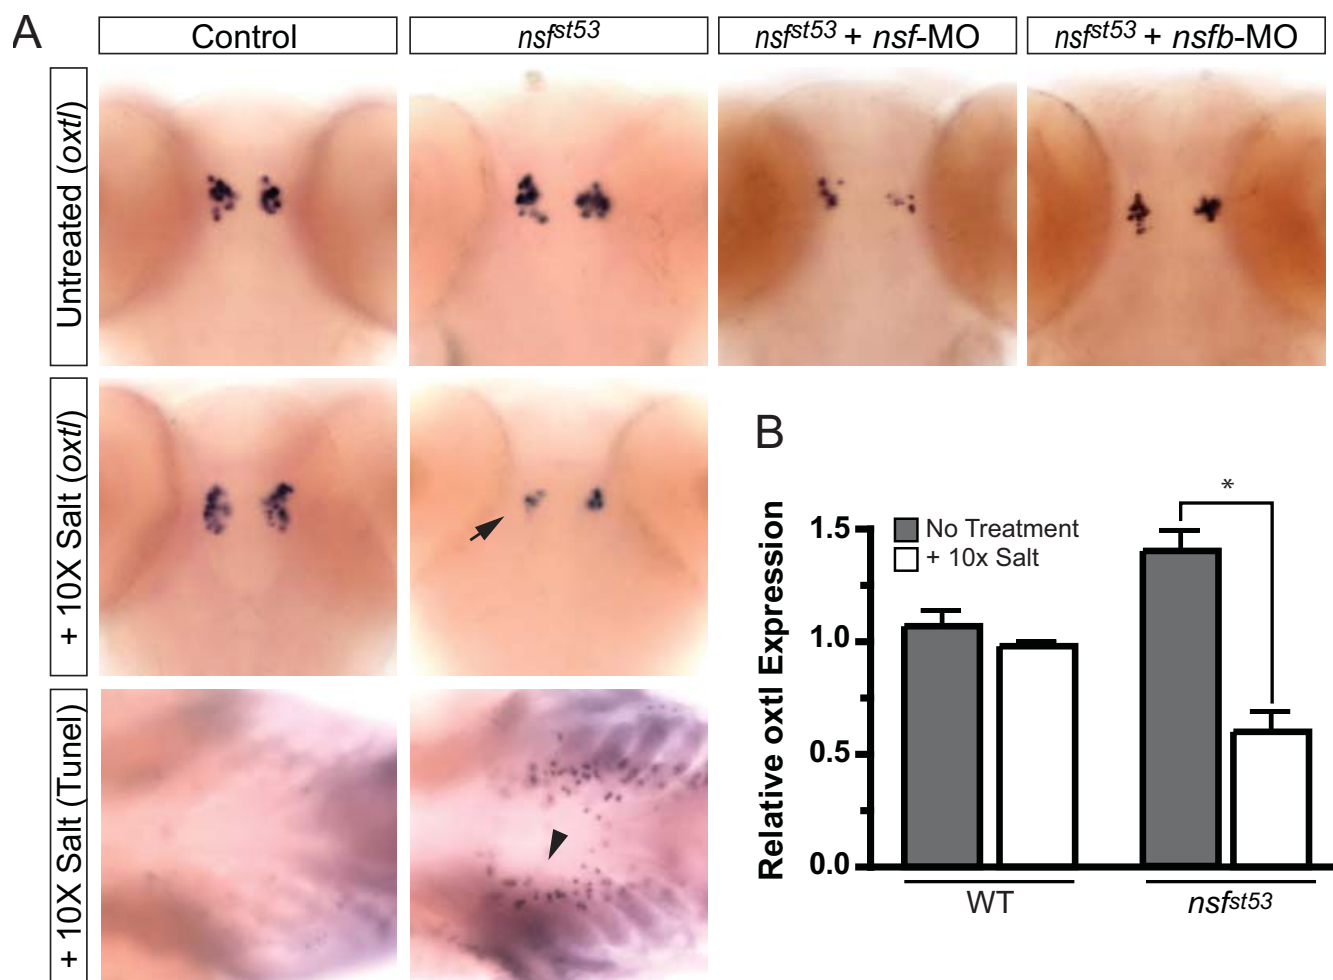 A
Control
nsfst53
nsfst53 + nsf-MO
nsfst53 + nsfb-MO
Untreated (oxtl)
+ 10X Salt (oxtl)
+ 10X Salt (Tunel)
B
*
No Treatment
+ 10x Salt
Relative oxtl Expression
1.5
1.0
0.5
0.0
WT
nsfst53